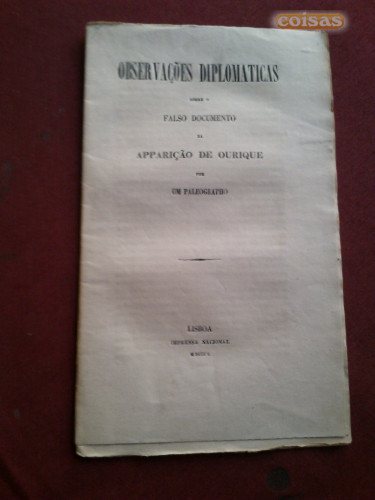 coisas
OBSERVAÇÕES DIPLOMATICAS
SOBRE O
FALSO DOCUMENTO
DA
APPARIÇÃO DE OURIQUE
POR
UM PALEOGRAPHO
LISBOA
IMPRENSA NACIONAL